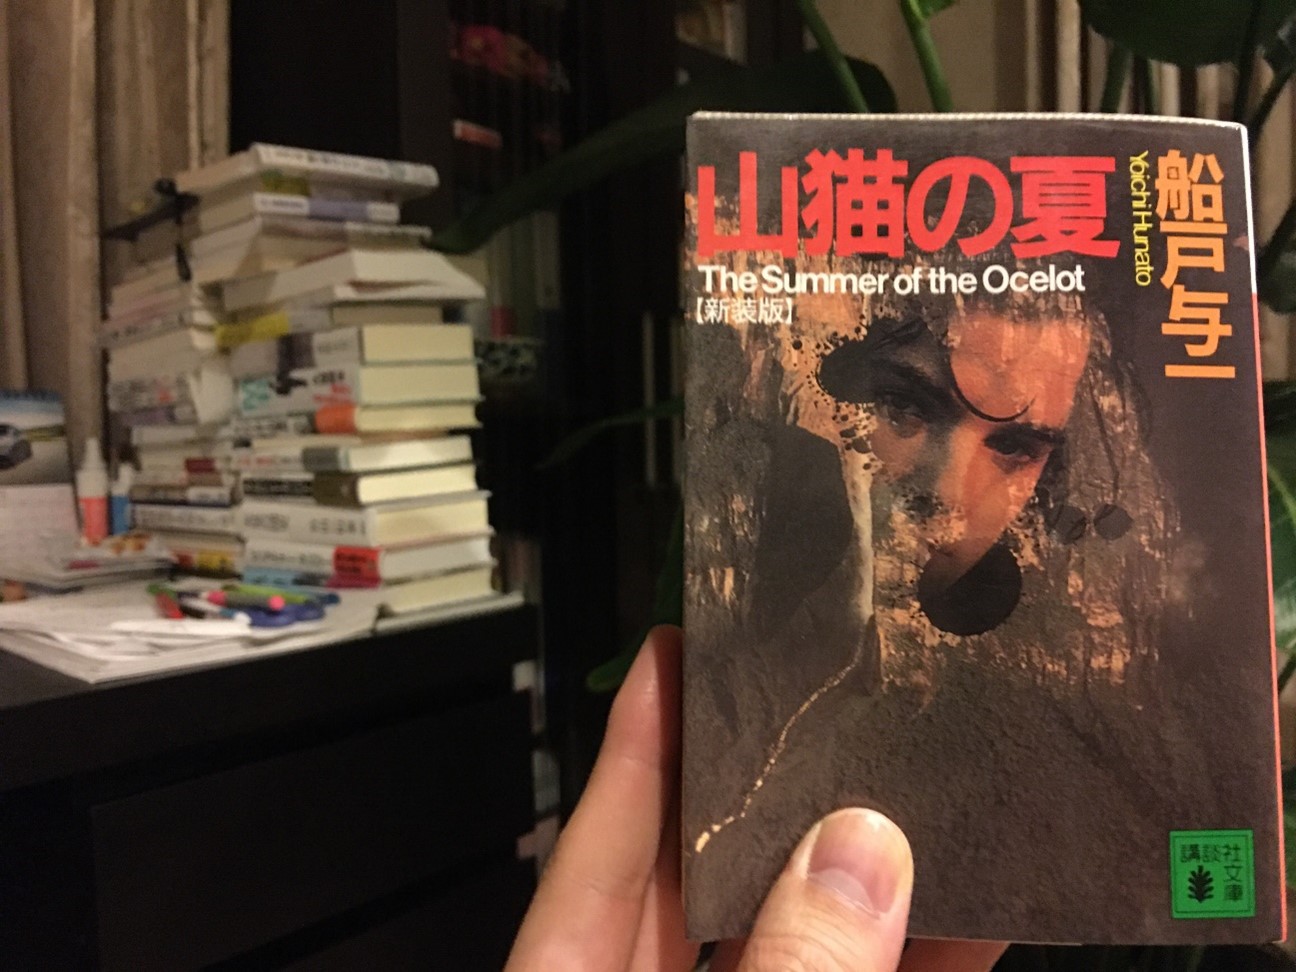 山猫の夏
The Summer of the Ocelot
【新装版】
船戸与一
Yoichi Hunato
講談社
文庫